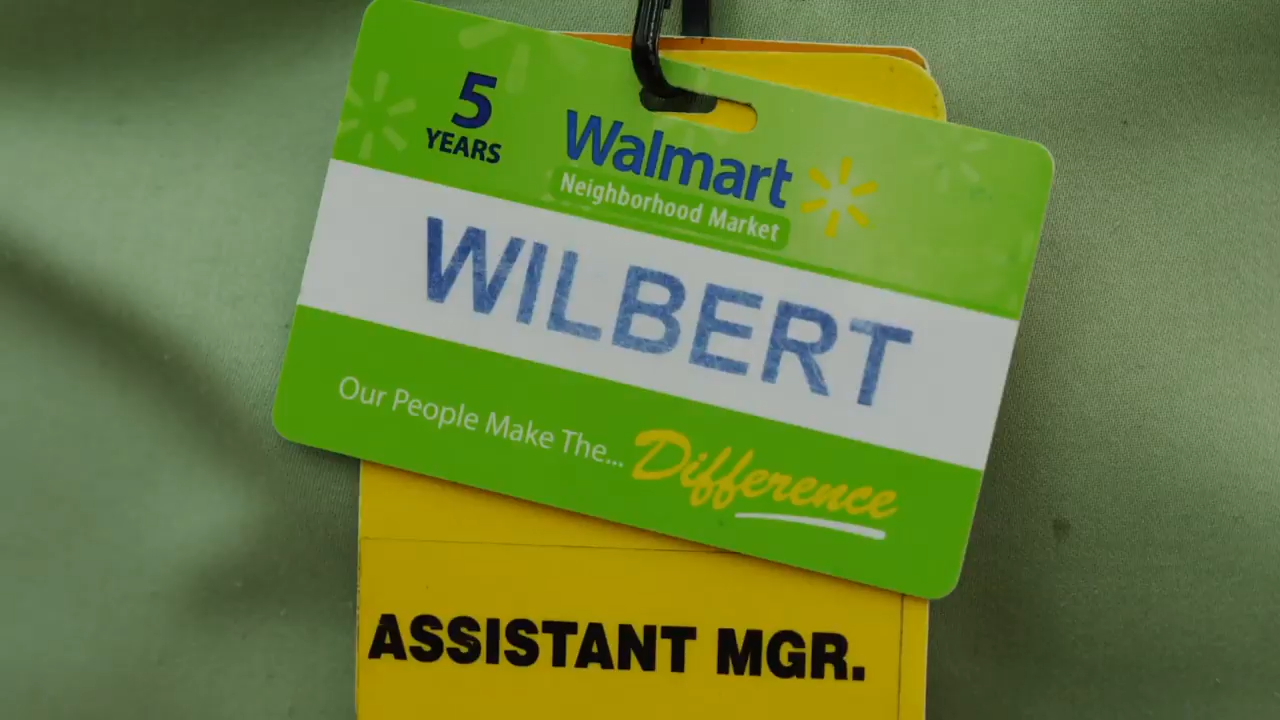 5
YEARS
Walmart
Neighborhood Market
WILBERT
Our People Make The... Difference
ASSISTANT MGR.